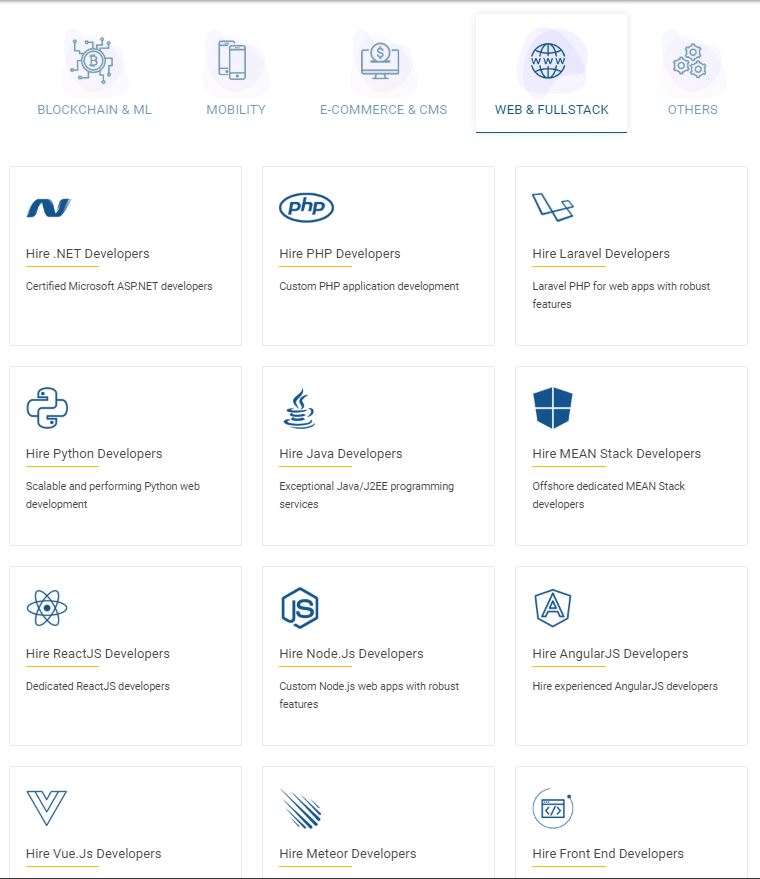 BLOCKCHAIN & ML
MOBILITY
E-COMMERCE & CMS
www
WEB & FULLSTACK
OTHERS
Hire .NET Developers
Certified Microsoft ASP.NET developers
php
Hire PHP Developers
Custom PHP application development
Hire Laravel Developers
Laravel PHP for web apps with robust
features
Hire Python Developers
Scalable and performing Python web
development
Hire Java Developers
Exceptional Java/J2EE programming
services
Hire MEAN Stack Developers
Offshore dedicated MEAN Stack
developers
Hire ReactJS Developers
Dedicated ReactJS developers
JS
Hire Node.Js Developers
Custom Node.js web apps with robust
features
A
Hire AngularJS Developers
Hire experienced AngularJS developers
Hire Vue.Js Developers
Hire Meteor Developers
</>
Hire Front End Developers